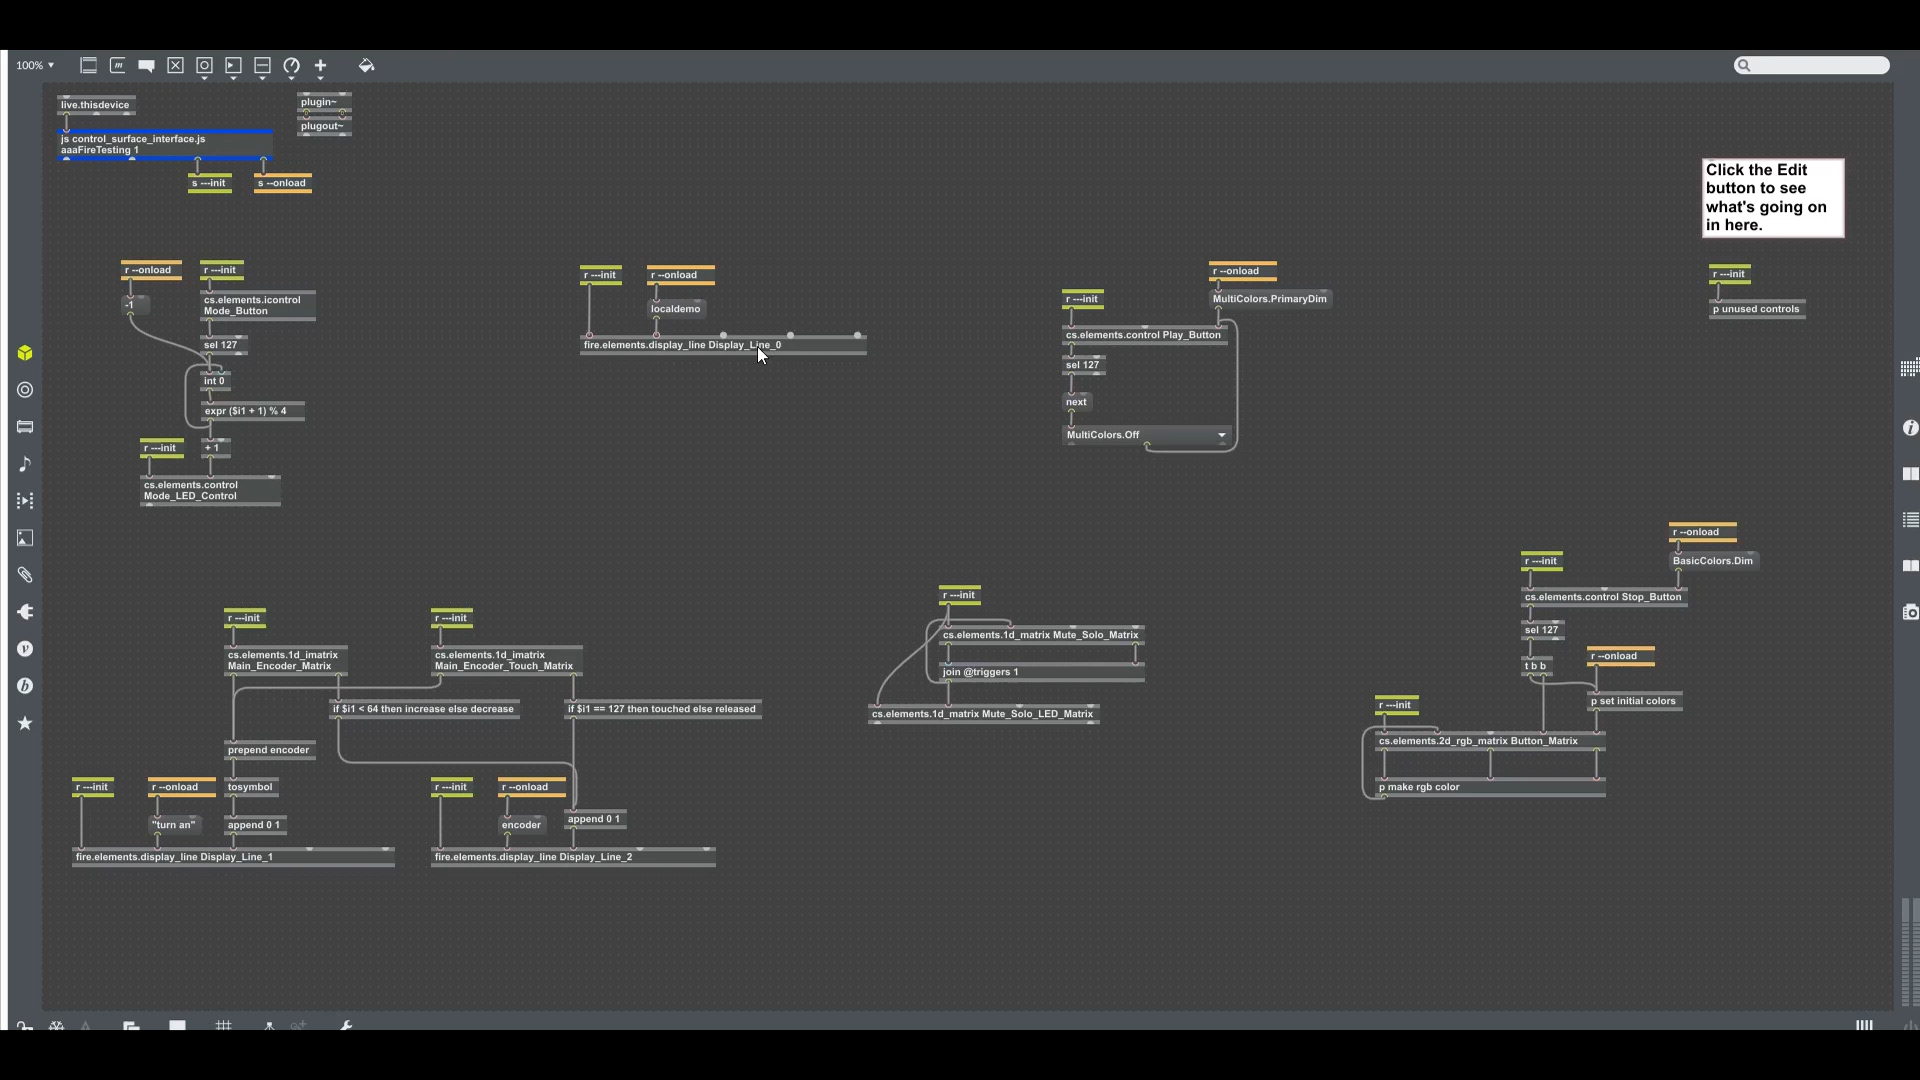 100%
live.thisdevice
plugin~
plugout~
js control_surface_interface.js
aaaFireTesting 1
s ---init
s --onload
Click the Edit
button to see
what's going on
in here.
r --onload
r ---init
-1
cs.elements.icontrol
Mode_Button
sel 127
int 0
expr ($i1 + 1) % 4
r ---init
+ 1
cs.elements.control
Mode_LED_Control
r ---init
r --onload
localdemo
fire.elements.display_line Display_Line_0
r --onload
r ---init
MultiColors.PrimaryDim
cs.elements.control Play_Button
sel 127
next
MultiColors.Off
r ---init
p unused controls
r --onload
r ---init
BasicColors.Dim
cs.elements.control Stop_Button
sel 127
t b b
r --onload
p set initial colors
r ---init
cs.elements.2d_rgb_matrix Button_Matrix
p make rgb color
r ---init
cs.elements.1d_matrix Mute_Solo_Matrix
join @triggers 1
cs.elements.1d_matrix Mute_Solo_LED_Matrix
r ---init
r ---init
cs.elements.1d_imatrix
Main_Encoder_Matrix
cs.elements.1d_imatrix
Main_Encoder_Touch_Matrix
if $i1 < 64 then increase else decrease
if $i1 == 127 then touched else released
prepend encoder
r ---init
r --onload
tosymbol
r ---init
r --onload
"turn an"
append 0 1
encoder
append 0 1
fire.elements.display_line Display_Line_1
fire.elements.display_line Display_Line_2